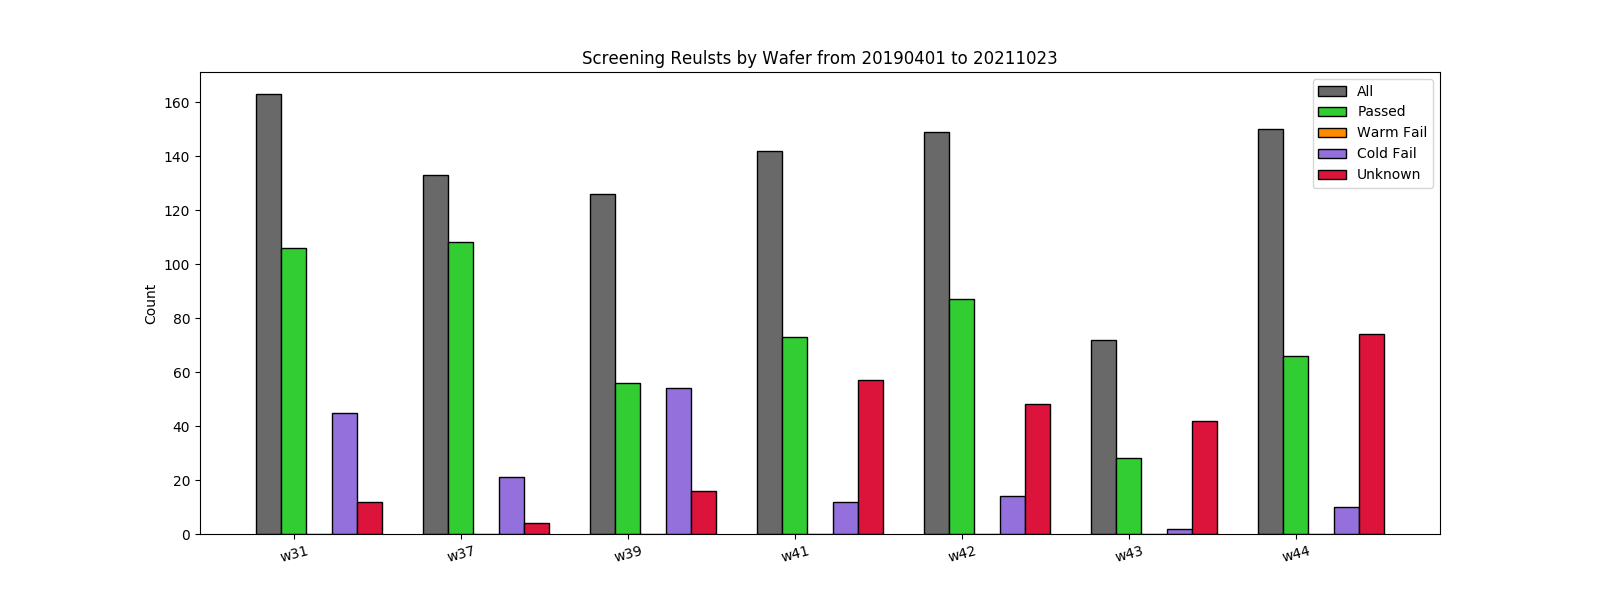 Screening Reulsts by Wafer from 20190401 to 20211023
All
Passed
Warm Fail
Cold Fail
Unknown
Count
160
140
120
100
80
60
40
20
0
w31 w37 w39 w41 w42 w43 w44